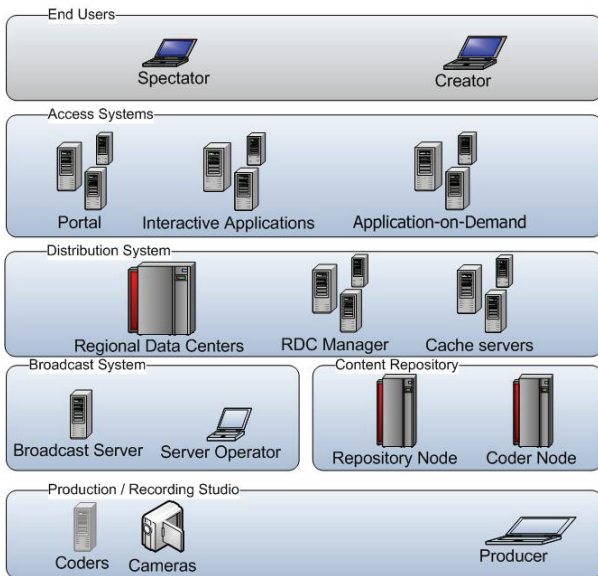 End Users
Spectator
Creator
Access Systems
Portal
Interactive Applications
Application-on-Demand
Distribution System
Regional Data Centers
RDC Manager
Cache servers
Broadcast System
Broadcast Server
Server Operator
Content Repository
Repository Node
Coder Node
Production / Recording Studio
Coders
Cameras
Producer